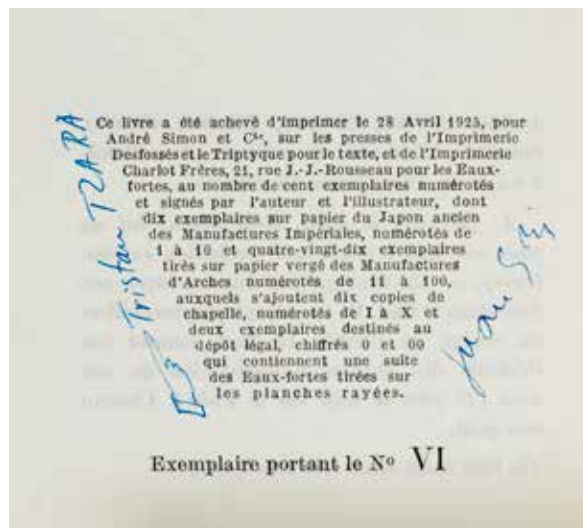 Ce livre a été achevé d'imprimer le 28 Avril 1925, pour
André Simon et Cie, sur les presses de l'Imprimerie
Desfossés et le Triptyque pour le texte, et de l'Imprimerie
Charlot Frères, 21, rue J.-J.-Rousseau pour les Eaux-
fortes, au nombre de cent exemplaires numérotés
et signés par l'auteur et l'illustrateur, dont
dix exemplaires sur papier du Japon ancien
des Manufactures Impériales, numérotés de
1 à 10 et quatre-vingt-dix exemplaires
tirés sur papier vergé des Manufactures
d'Arches numérotés de 11 à 100,
auxquels s'ajoutent dix copies de
chapelle, numérotés de I à X et
deux exemplaires destinés au
dépôt légal, chiffrés 0 et 00
qui contiennent une suite
des Eaux-fortes tirées sur
les planches rayées.
Tristan TZARA
Juan Gris
Exemplaire portant le No VI